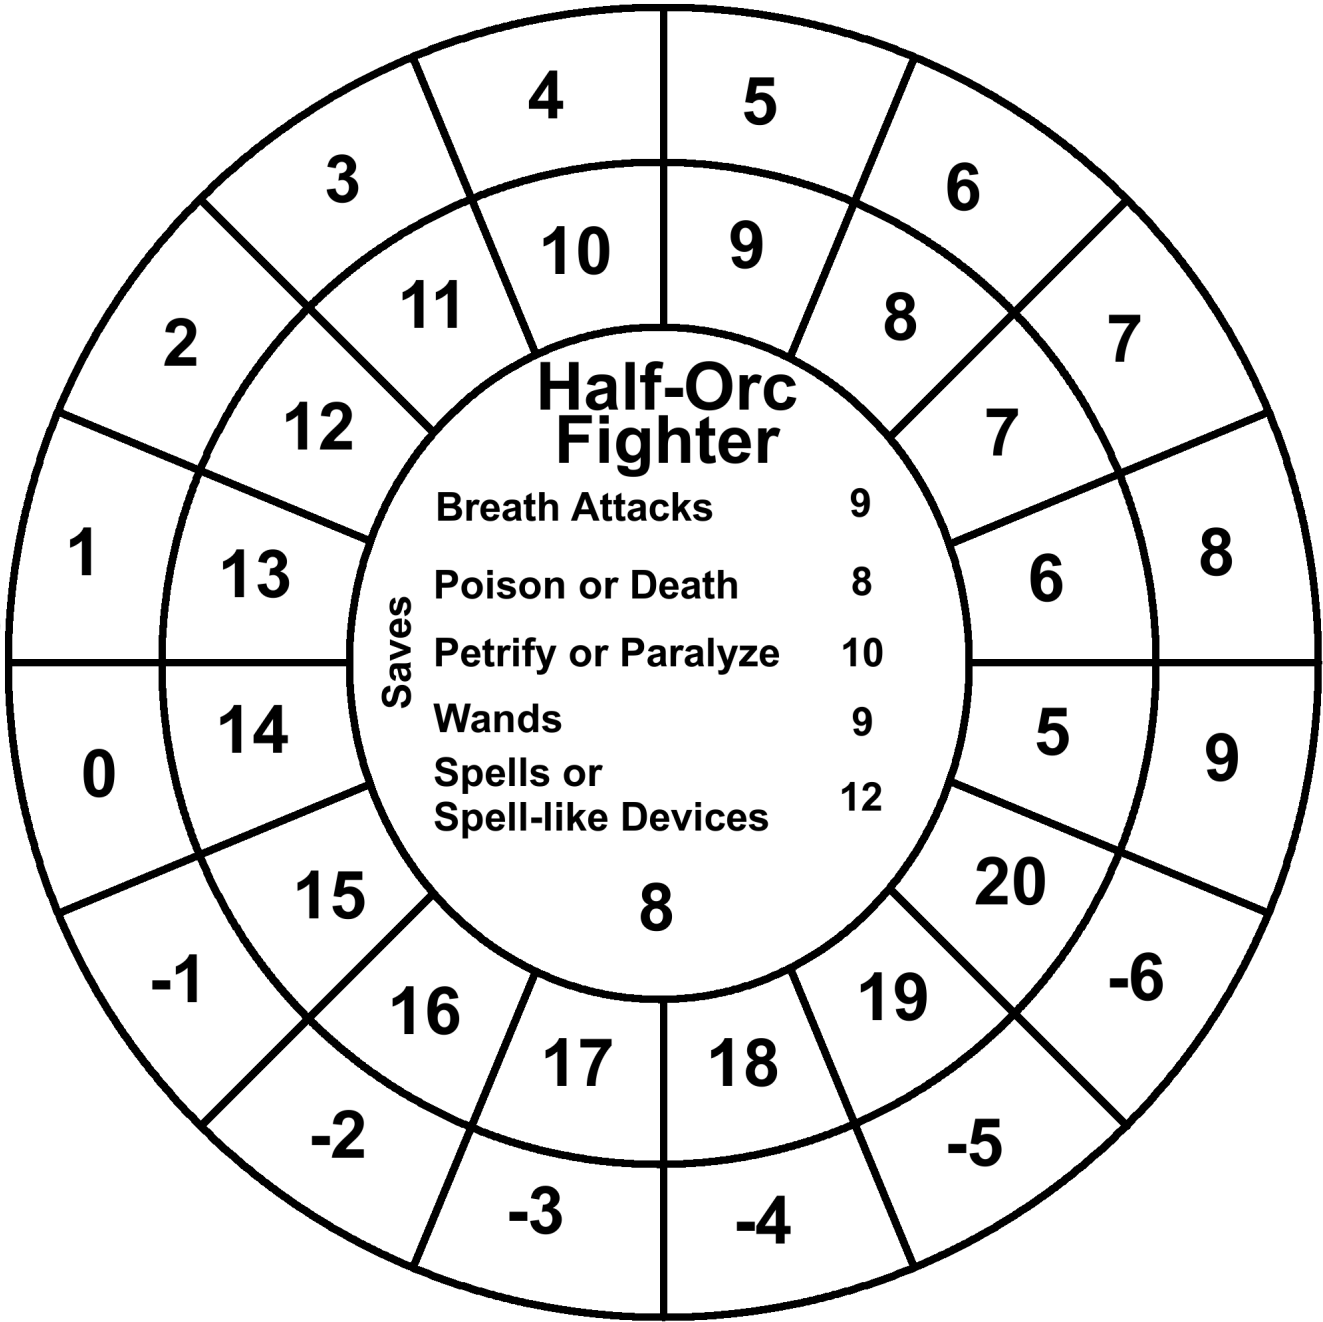 4 5
3 6
10 9
11 8
2 7
12 7
Half-Orc
Fighter
Breath Attacks 9
1 13 6 8
Poison or Death 8
Saves
Petrify or Paralyze 10
Wands 9
0 14 5 9
Spells or
Spell-like Devices 12
15 20
8
-1 -6
16 19
17 18
-2 -5
-3 -4